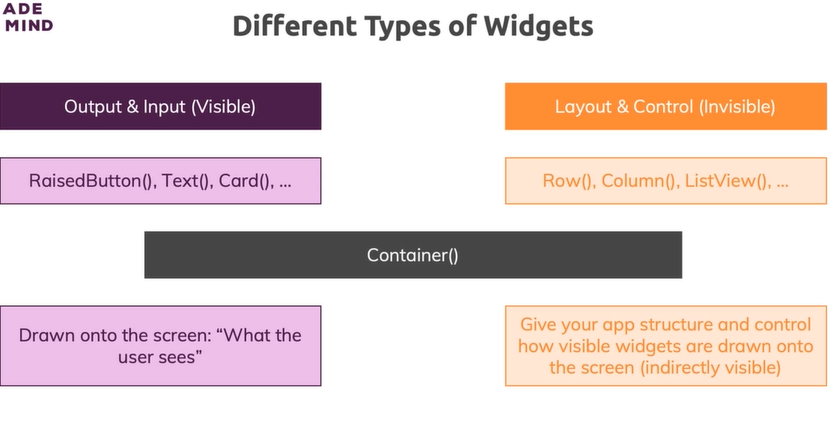 ADE
MIND
Different Types of Widgets
Output & Input (Visible)
Layout & Control (Invisible)
RaisedButton(), Text(), Card(), ...
Row(), Column(), ListView(), ...
Container()
Drawn onto the screen: “What the
user sees”
Give your app structure and control
how visible widgets are drawn onto
the screen (indirectly visible)